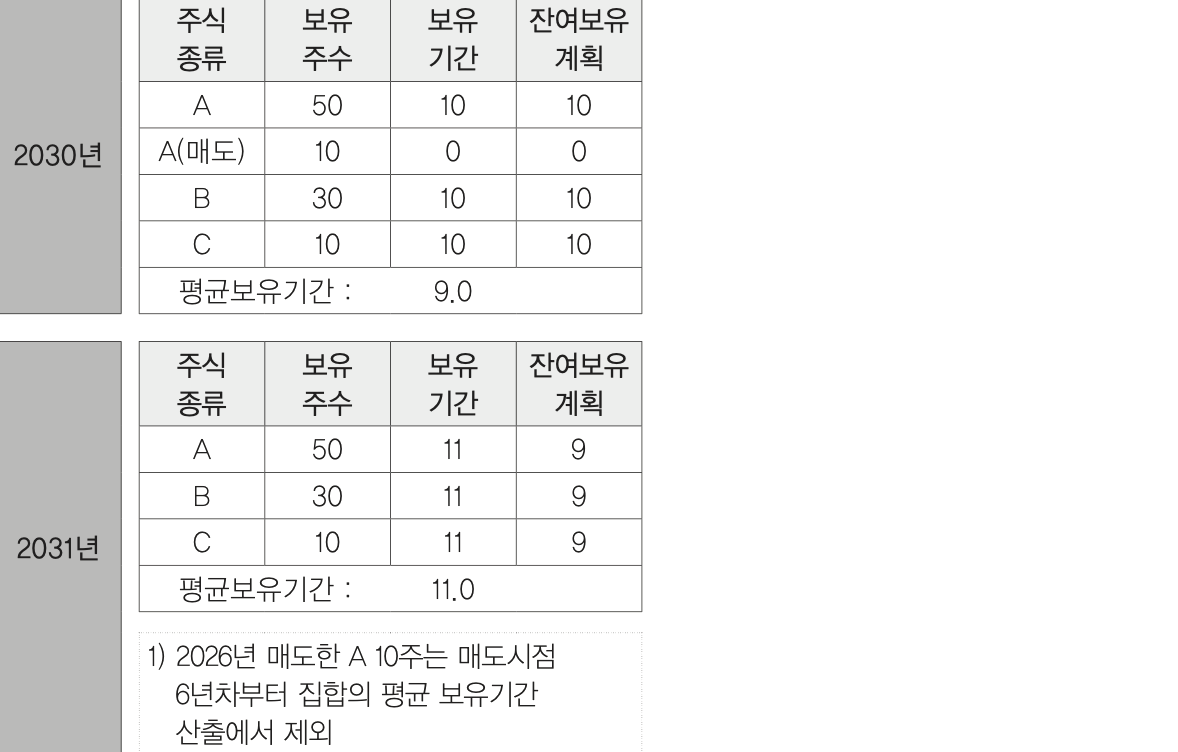 주식 종류 보유 주수 보유 기간 잔여보유 계획
2030년
A 50 10 10
A(매도) 10 0 0
B 30 10 10
C 10 10 10
평균보유기간 : 9.0
주식 종류 보유 주수 보유 기간 잔여보유 계획
2031년
A 50 11 9
B 30 11 9
C 10 11 9
평균보유기간 : 11.0
1) 2026년 매도한 A 10주는 매도시점
6년차부터 집합의 평균 보유기간
산출에서 제외